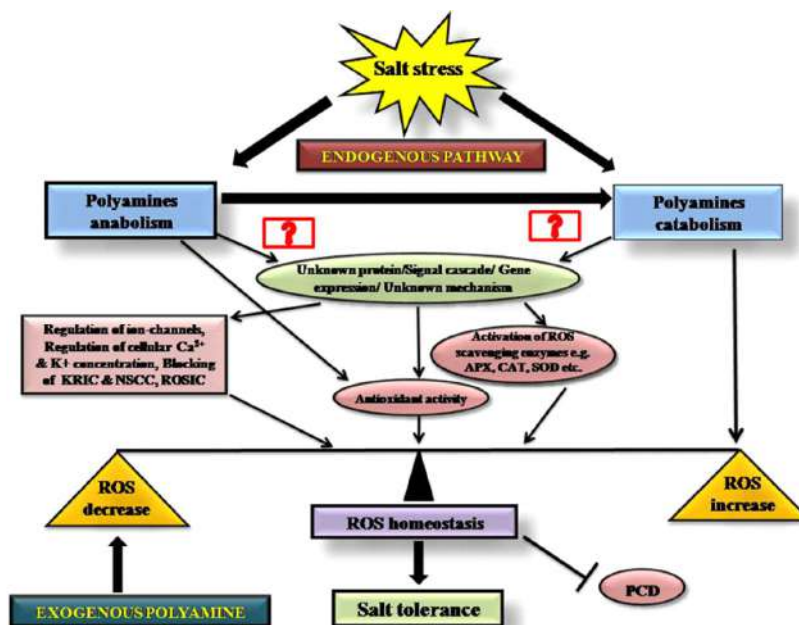 Salt stress
ENDOGENOUS PATHWAY
Polyamines
anabolism
Polyamines
catabolism
?
?
Unknown protein/Signal cascade/ Gene
expression/ Unknown mechanism
Regulation of ion-channels,
Regulation of cellular Ca²⁺
& K+ concentration, Blocking
of KRIC & NSCC, ROSIC
Activation of ROS
scavenging enzymes e.g.
APX, CAT, SOD etc.
Antioxidant activity
ROS
decrease
ROS
increase
ROS homeostasis
PCD
EXOGENOUS POLYAMINE
Salt tolerance